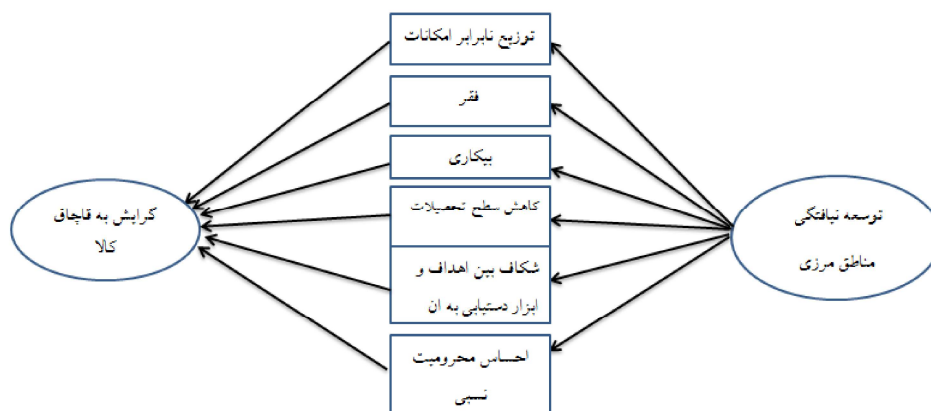 توزیع نابرابر امکانات
فقر
بیکاری
کاهش سطح تحصیلات
شکاف بین اهداف و
ابزار دستیابی به ان
احساس محرومیت
نسبی
توسعه نیافتگی
مناطق مرزی
گرایش به قاچاق
کالا